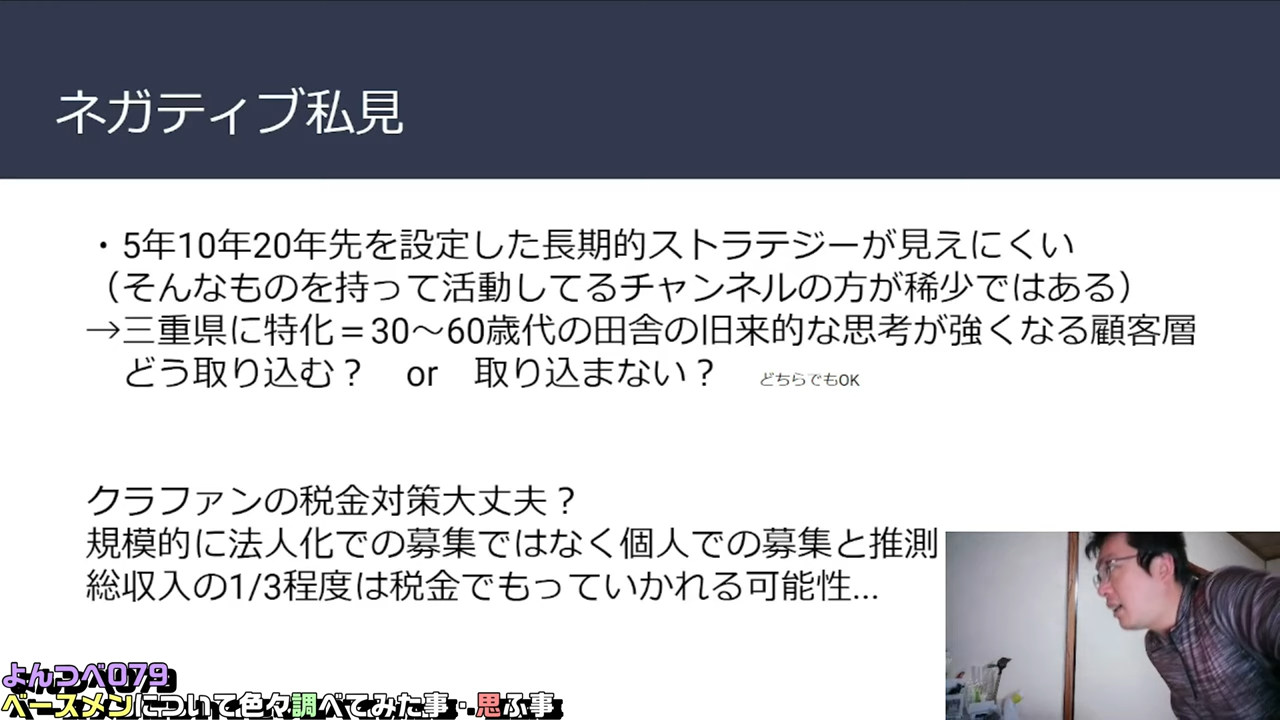 ネガティブ私見
・5年10年20年先を設定した長期的ストラテジーが見えにくい
（そんなものを持って活動してるチャンネルの方が稀少ではある）
→三重県に特化＝30～60歳代の田舎の旧来的な思考が強くなる顧客層
どう取り込む？　or　取り込まない？　どちらでもOK
クラファンの税金対策大丈夫？
規模的に法人化での募集ではなく個人での募集と推測
総収入の1/3程度は税金でもっていかれる可能性...
よんつべ079
ベースメンについて色々調べてみた事・思ふ事